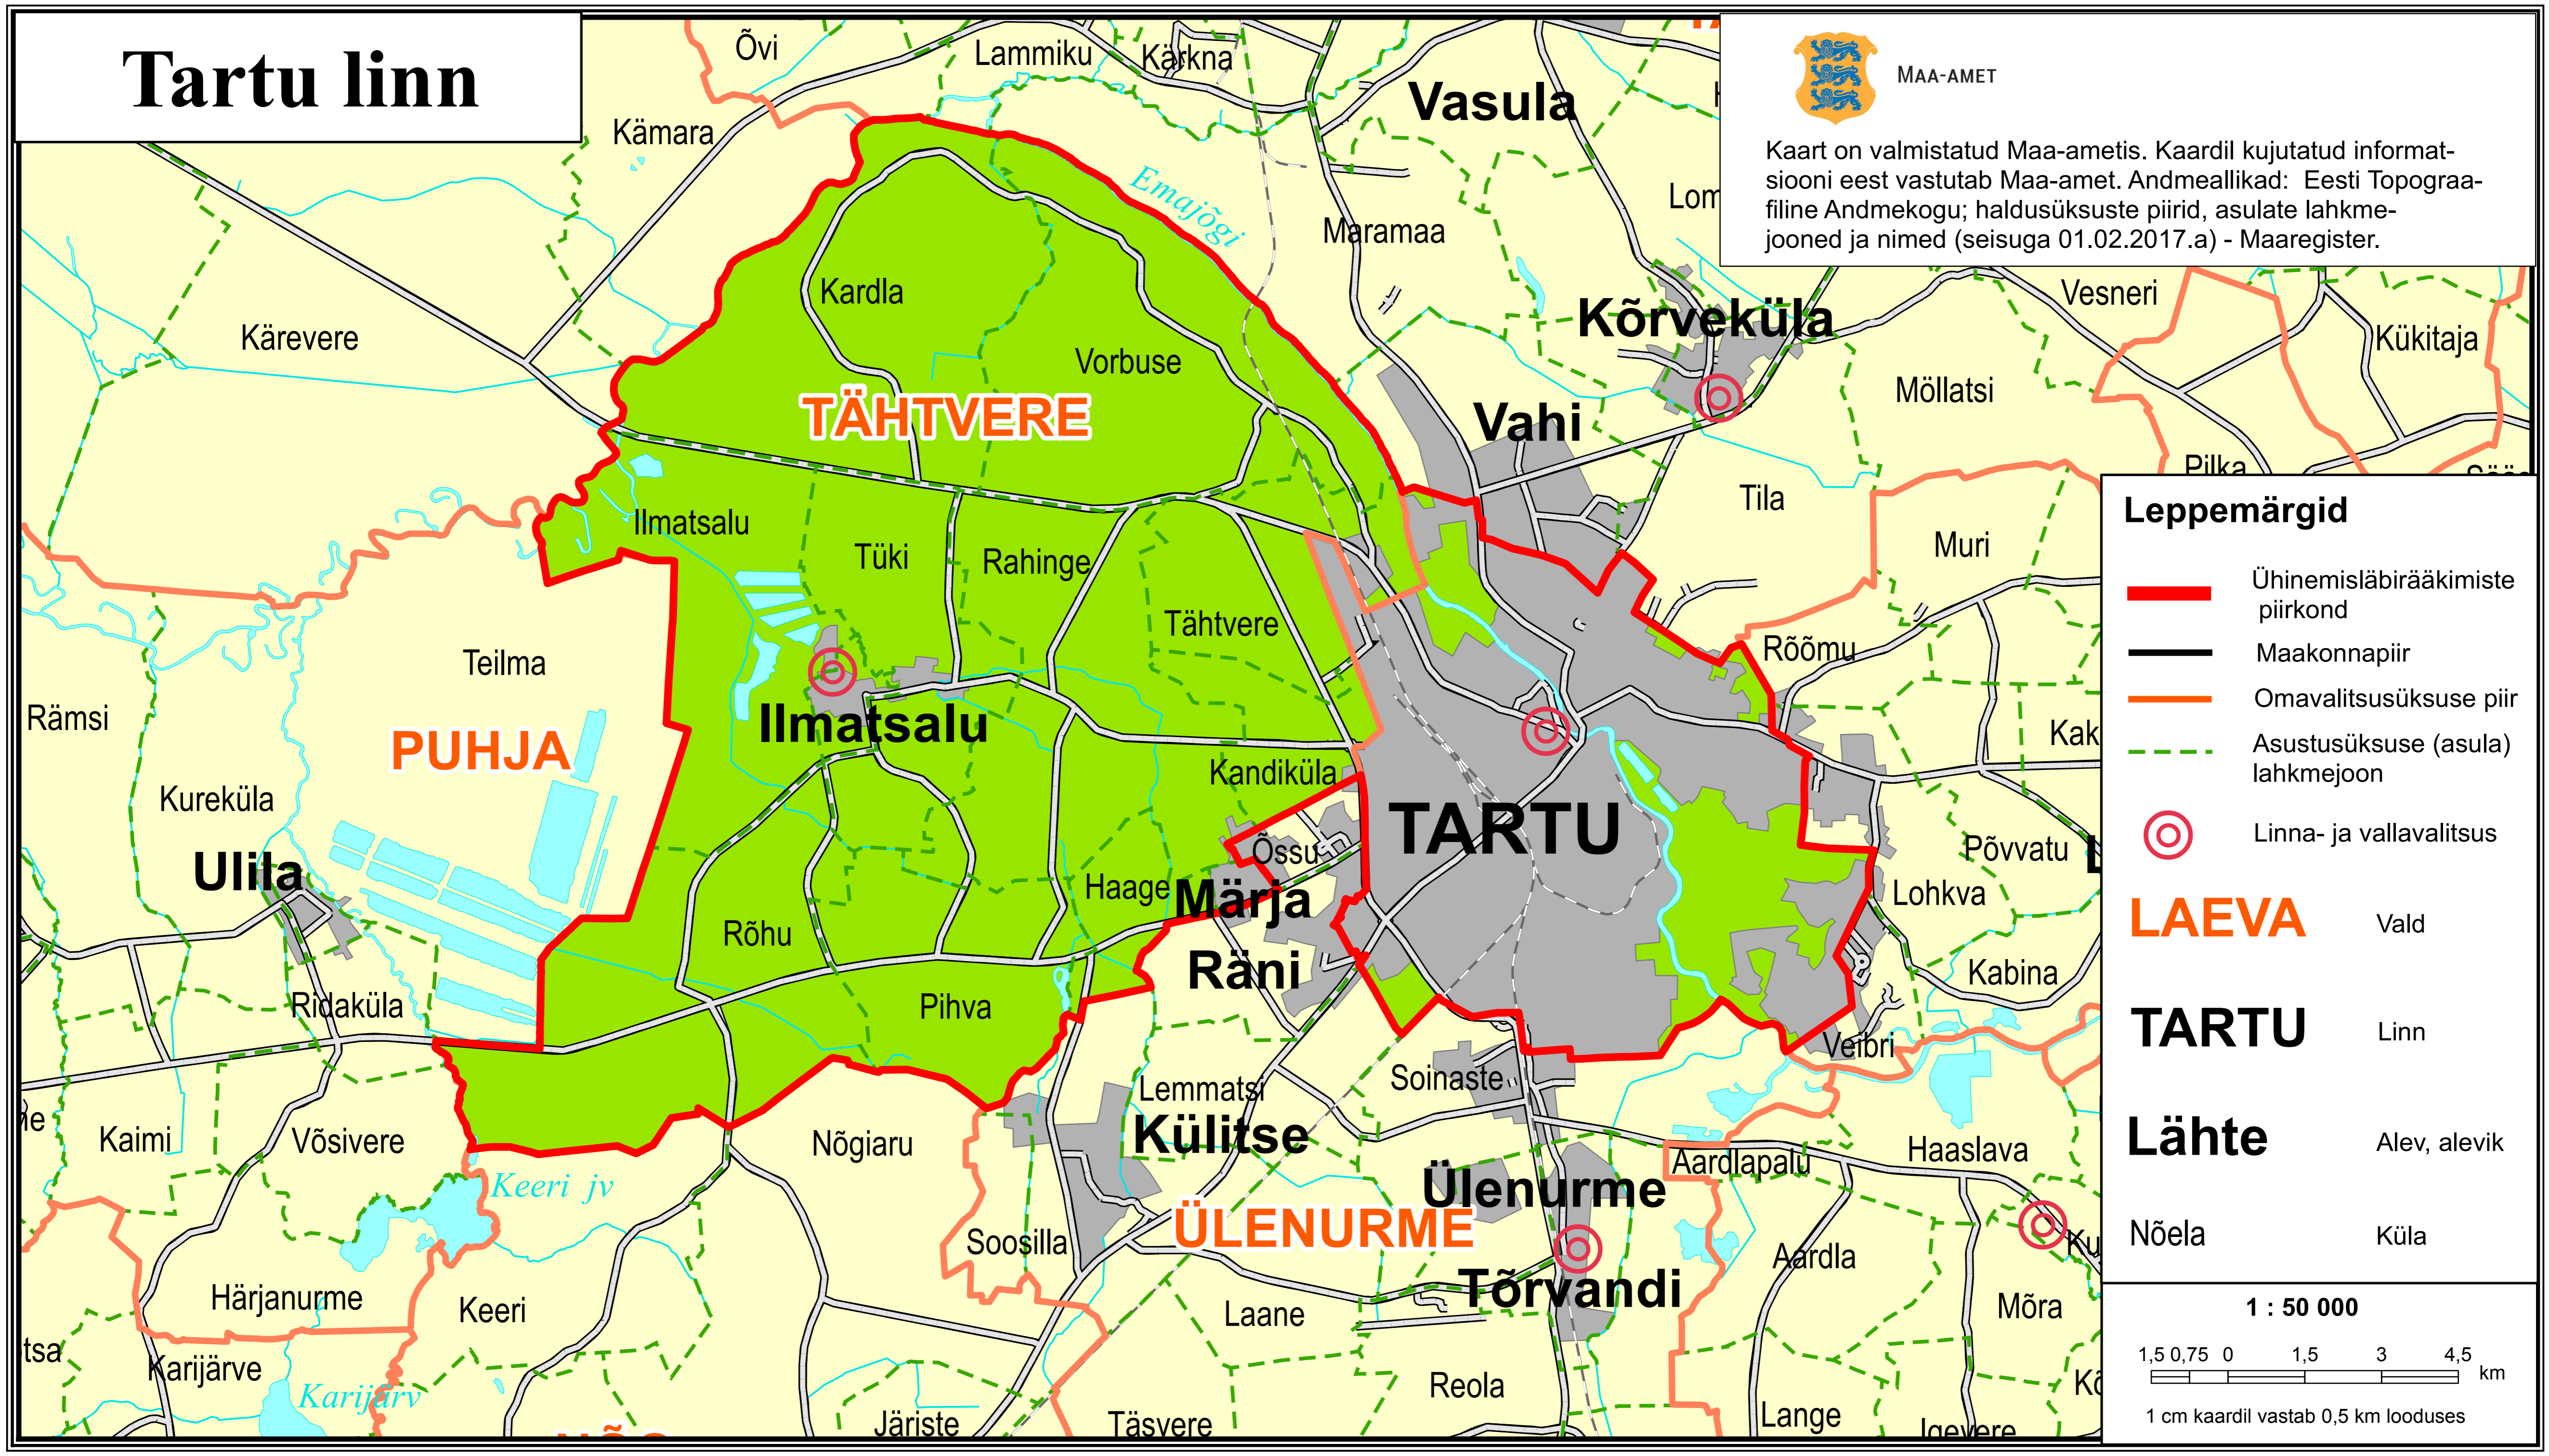 Tartu linn
MAA-AMET
Kaart on valmistatud Maa-ametis. Kaardil kujutatud informat-
siooni eest vastutab Maa-amet. Andmeallikad: Eesti Topograa-
filine Andmekogu; haldusüksuste piirid, asulate lahkme-
jooned ja nimed (seisuga 01.02.2017.a) - Maaregister.
Õvi
Lammiku
Kärkna
Vasula
Kämara
Emajõgi
Maramaa
Kardla
Kärevere
Vorbuse
TÄHTVERE
Kõrveküla
Vesneri
Kükitaja
Möllatsi
Vahi
Pilka
Tila
Muri
Ilmatsalu
Tüki
Rahinge
Tähtvere
Rõõmu
Teilma
Rämsi
PUHJA
Ilmatsalu
Kandiküla
Kureküla
TARTU
Õssu
Põvvatu
Ulila
Haage
Märja
Lohkva
Rõhu
Räni
Kabina
Ridaküla
Pihva
Veibri
Soinaste
Lemmatsi
Kaimi
Võsivere
Nõgiaru
Külitse
Haaslava
Aardlapalu
Keeri jv
Ülenurme
ÜLENURME
Soosilla
Aardla
Tõrvandi
Härjanurme
Keeri
Laane
Mõra
Karijärve
Karijärv
Reola
Järiste
Täsvere
Lange
Igevere
Leppemärgid
Ühinemisläbirääkimiste
piirkond
Maakonnapiir
Omavalitsusüksuse piir
Asustusüksuse (asula)
lahkmejoon
Linna- ja vallavalitsus
LAEVA Vald
TARTU Linn
Lähte Alev, alevik
Nõela Küla
1 : 50 000
1,5 0,75 0 1,5 3 4,5 km
1 cm kaardil vastab 0,5 km looduses